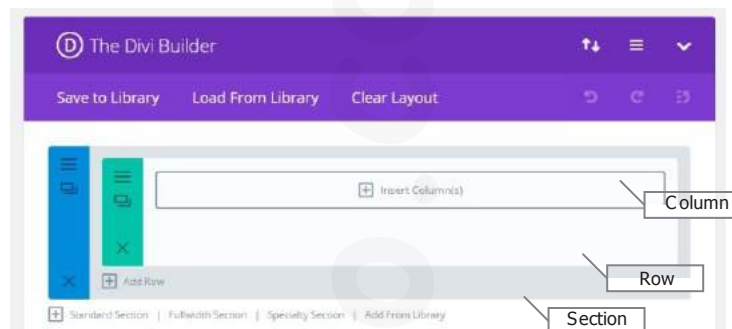 The Divi Builder
Save to Library Load From Library Clear Layout
Insert Column(s)
Column
Add Row
Row
Standard Section | Fullwidth Section | Specialty Section | Add From Library
Section